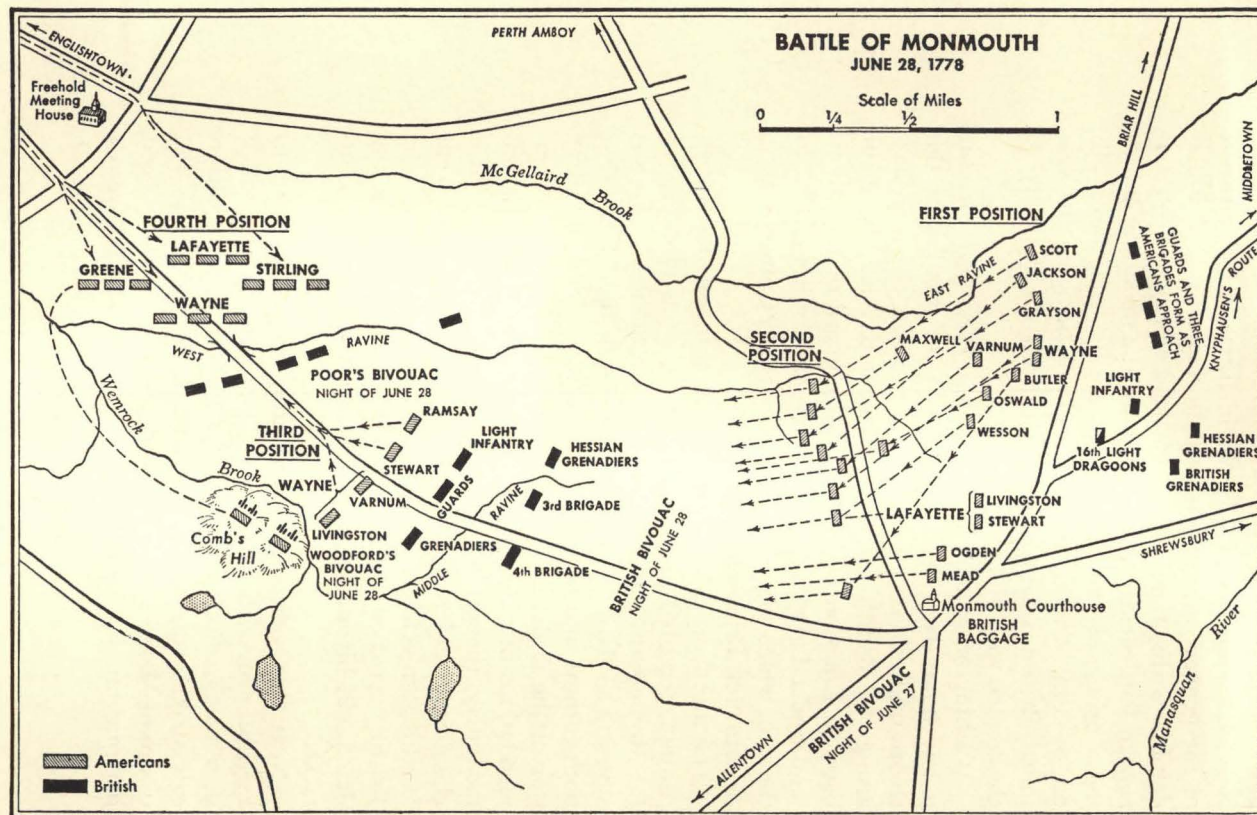 BATTLE OF MONMOUTH
JUNE 28, 1778
Scale of Miles
0 1/4 1/2 1
ENGLISHTOWN
Freehold
Meeting
House
PERTH AMBOY
BRIAR HILL
MIDDLETOWN
McGellaird
Brook
FIRST POSITION
FOURTH POSITION
LAFAYETTE
GREENE
STIRLING
WAYNE
SCOTT
JACKSON
GRAYSON
EAST RAVINE
GUARDS AND THREE
BRIGADES FORM AS
AMERICANS APPROACH
KNYPHAUSEN'S ROUTE
SECOND
POSITION
MAXWELL
VARNUM
WAYNE
BUTLER
OSWALD
WESSON
LIGHT
INFANTRY
16th LIGHT
DRAGOONS
HESSIAN
GRENADIERS
BRITISH
GRENADIERS
WEST RAVINE
POOR'S BIVOUAC
NIGHT OF JUNE 28
Wemrock
Brook
THIRD
POSITION
RAMSAY
STEWART
LIGHT
INFANTRY
HESSIAN
GRENADIERS
WAYNE
VARNUM
GUARDS
RAVINE
3rd BRIGADE
LIVINGSTON
GRENADIERS
4th BRIGADE
MIDDLE
Comb's
Hill
WOODFORD'S
BIVOUAC
NIGHT OF
JUNE 28
BRITISH BIVOUAC
NIGHT OF JUNE 28
LAFAYETTE
LIVINGSTON
STEWART
OGDEN
MEAD
SHREWSBURY
Monmouth Courthouse
BRITISH
BAGGAGE
Manasquan River
ALLENTOWN
BRITISH BIVOUAC
NIGHT OF JUNE 27
Americans
British